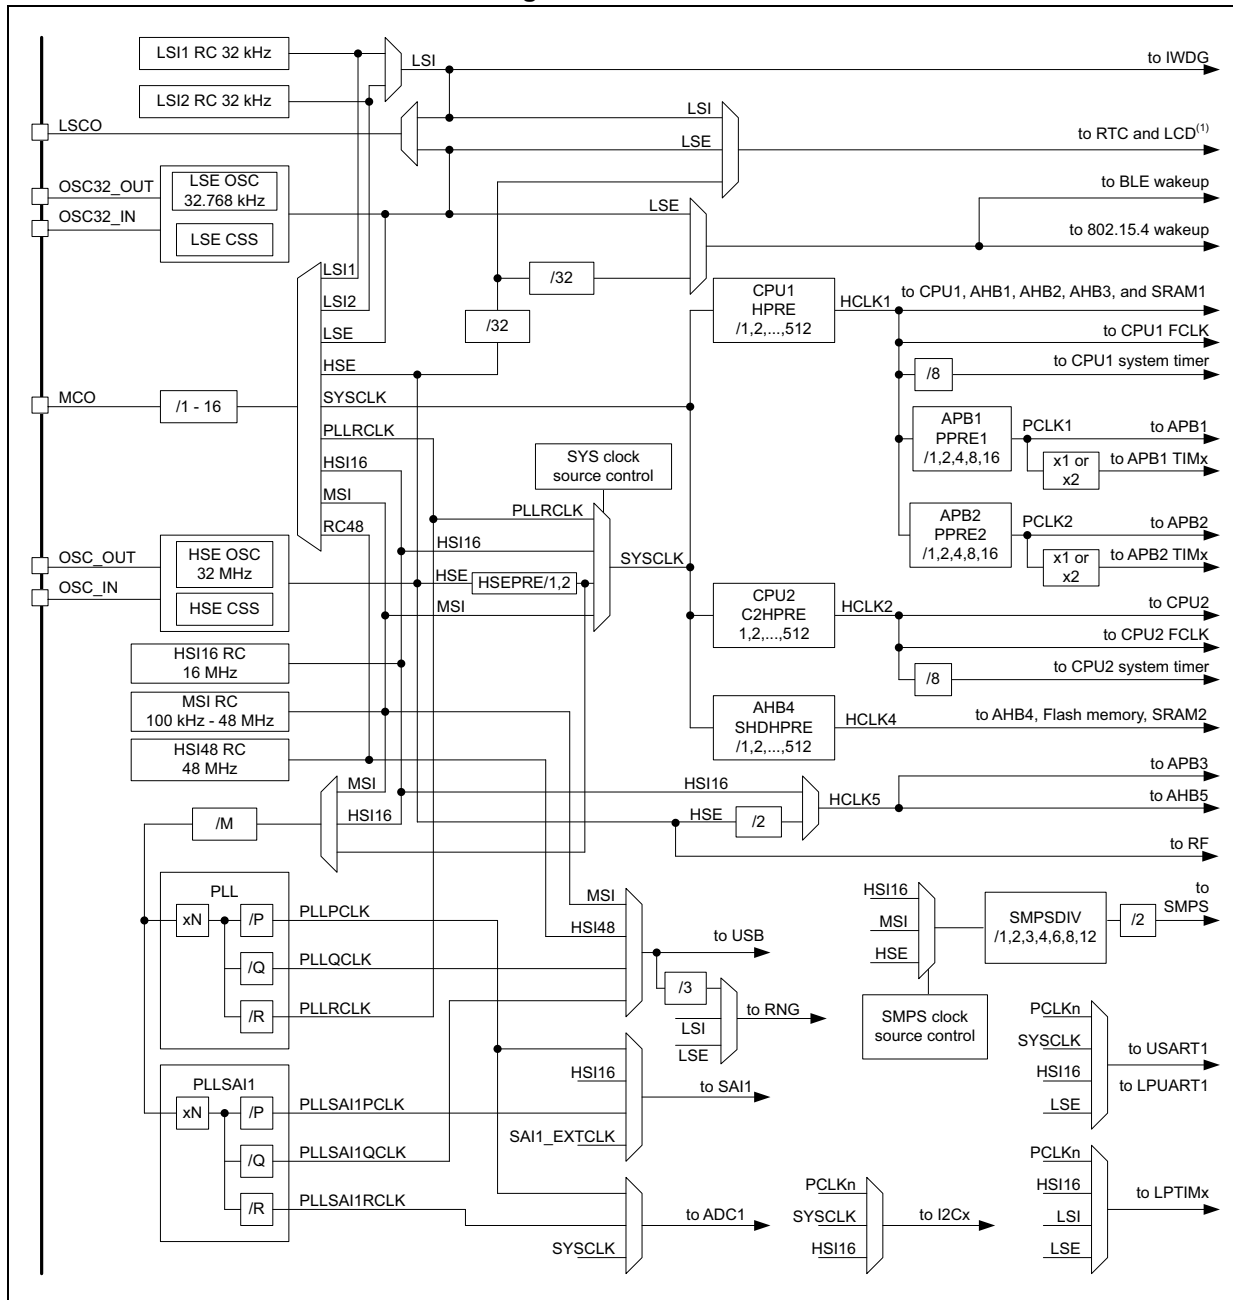 LSI1 RC 32 kHz
LSI
to IWDG
LSI2 RC 32 kHz
LSCO
LSI
LSE
to RTC and LCD(1)
OSC32_OUT
OSC32_IN
LSE OSC
32.768 kHz
LSE CSS
LSE
to BLE wakeup
to 802.15.4 wakeup
/32
/32
LSI1
LSI2
LSE
HSE
SYSCLK
PLLRCLK
HSI16
MSI
RC48
MCO
/1 - 16
CPU1
HPRE
/1,2,...,512
HCLK1
to CPU1, AHB1, AHB2, AHB3, and SRAM1
to CPU1 FCLK
/8
to CPU1 system timer
APB1
PPRE1
/1,2,4,8,16
PCLK1
to APB1
x1 or
x2
to APB1 TIMx
APB2
PPRE2
/1,2,4,8,16
PCLK2
to APB2
x1 or
x2
to APB2 TIMx
SYS clock
source control
PLLRCLK
HSI16
HSE
HSEPRE/1,2
MSI
SYSCLK
OSC_OUT
OSC_IN
HSE OSC
32 MHz
HSE CSS
CPU2
C2HPRE
1,2,...,512
HCLK2
to CPU2
to CPU2 FCLK
/8
to CPU2 system timer
HSI16 RC
16 MHz
MSI RC
100 kHz - 48 MHz
HSI48 RC
48 MHz
AHB4
SHDHPRE
/1,2,...,512
HCLK4
to AHB4, Flash memory, SRAM2
MSI
HSI16
/M
HSI16
HSE
/2
HCLK5
to APB3
to AHB5
to RF
PLL
xN
/P
/Q
/R
PLLPCLK
PLLQCLK
PLLRCLK
MSI
HSI48
to USB
/3
LSI
LSE
to RNG
HSI16
MSI
HSE
SMPSDIV
/1,2,3,4,6,8,12
/2
to
SMPS
SMPS clock
source control
PLLSAI1
xN
/P
/Q
/R
PLLSAI1PCLK
PLLSAI1QCLK
PLLSAI1RCLK
HSI16
SAI1_EXTCLK
to SAI1
SYSCLK
to ADC1
PCLKn
SYSCLK
HSI16
to I2Cx
PCLKn
SYSCLK
HSI16
LSE
to USART1
to LPUART1
PCLKn
HSI16
LSI
LSE
to LPTIMx